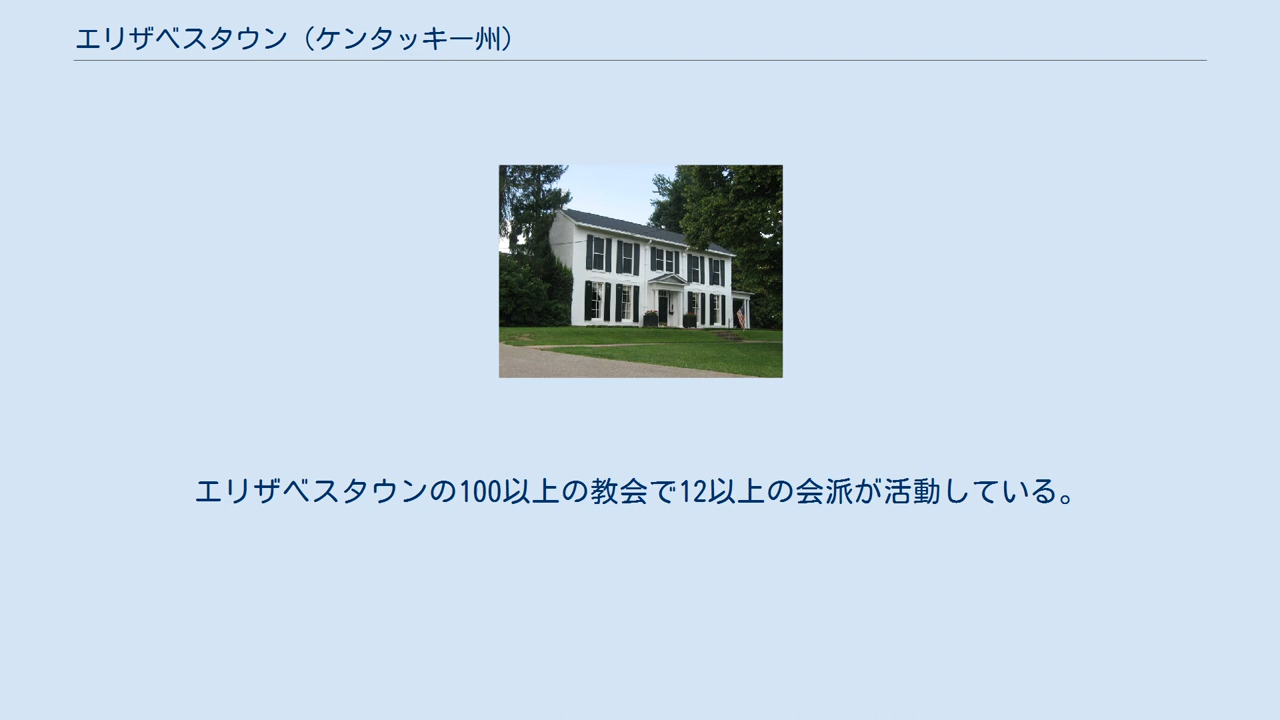 エリザベスタウン（ケンタッキー州）
エリザベスタウンの100以上の教会で12以上の会派が活動している。